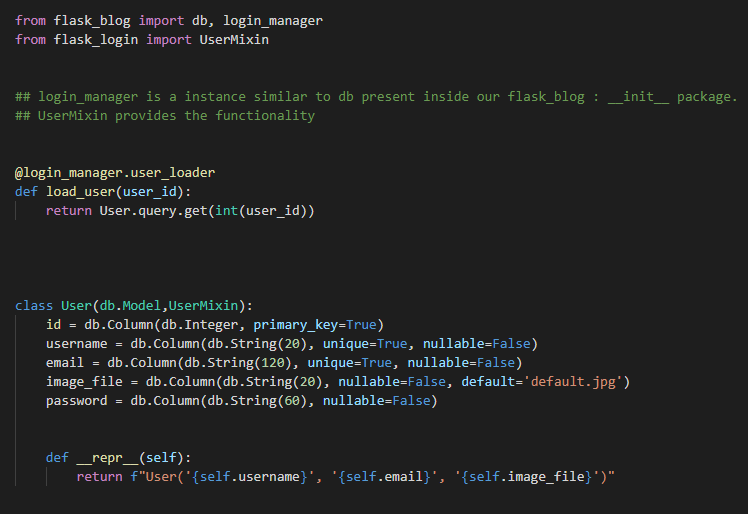 from flask_blog import db, login_manager
from flask_login import UserMixin
## login_manager is a instance similar to db present inside our flask_blog : __init__ package.
## UserMixin provides the functionality
@login_manager.user_loader
def load_user(user_id):
    return User.query.get(int(user_id))
class User(db.Model,UserMixin):
    id = db.Column(db.Integer, primary_key=True)
    username = db.Column(db.String(20), unique=True, nullable=False)
    email = db.Column(db.String(120), unique=True, nullable=False)
    image_file = db.Column(db.String(20), nullable=False, default='default.jpg')
    password = db.Column(db.String(60), nullable=False)
    def __repr__(self):
        return f"User('{self.username}', '{self.email}', '{self.image_file}')"